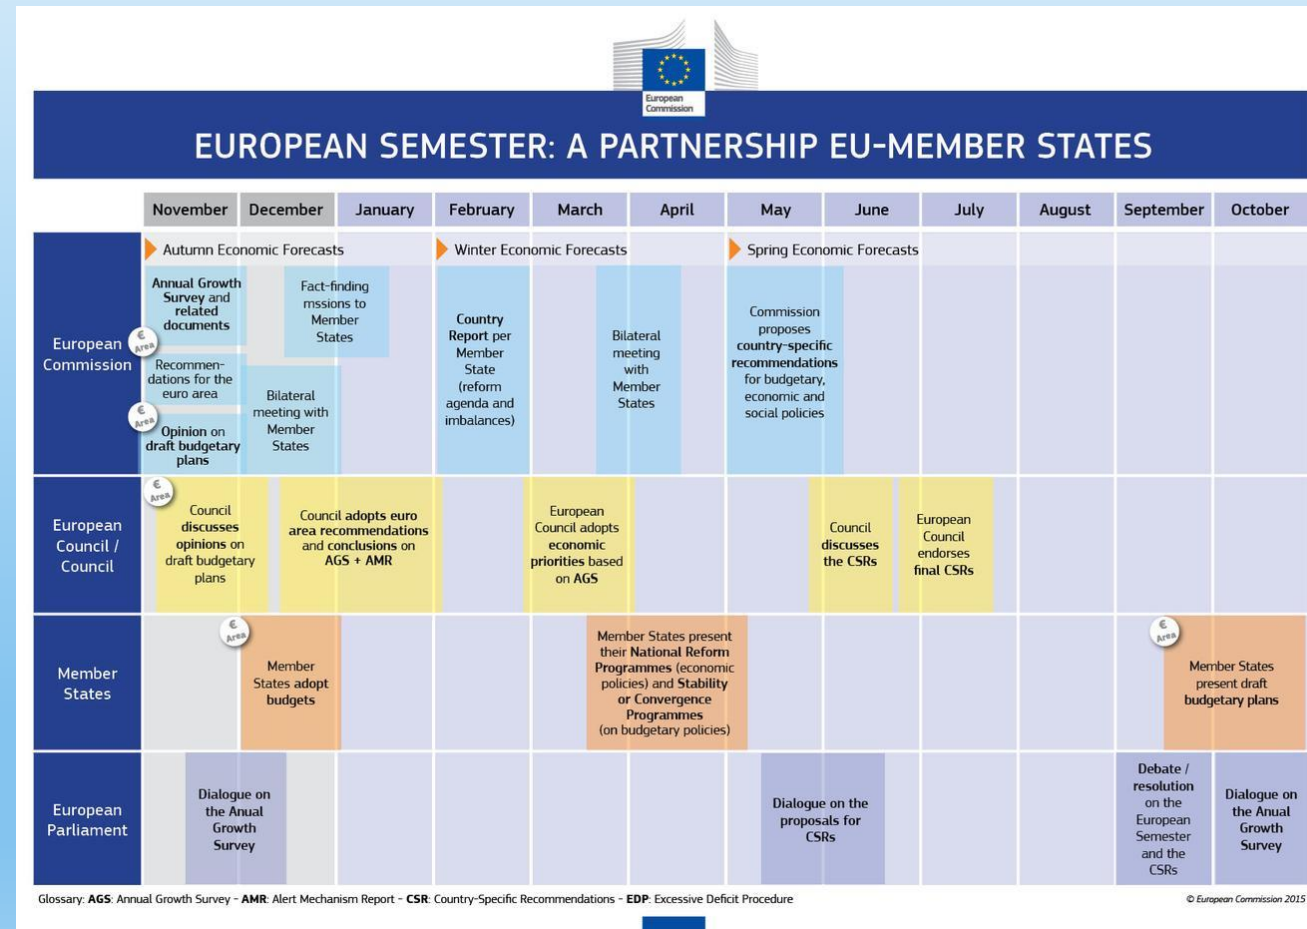 European
Commission
EUROPEAN SEMESTER: A PARTNERSHIP EU-MEMBER STATES
November December January February March April May June July August September October
European
Commission
Autumn Economic Forecasts
Winter Economic Forecasts
Spring Economic Forecasts
Annual Growth
Survey and
related
documents
€
Area
Recommen-
dations for the
euro area
€
Area
Opinion on
draft budgetary
plans
Fact-finding
mssions to
Member
States
Bilateral
meeting with
Member
States
Country
Report per
Member
State
(reform
agenda and
imbalances)
Bilateral
meeting
with
Member
States
Commission
proposes
country-specific
recommendations
for budgetary,
economic and
social policies
European
Council /
Council
€
Area
Council
discusses
opinions on
draft budgetary
plans
Council adopts euro
area recommendations
and conclusions on
AGS + AMR
European
Council adopts
economic
priorities based
on AGS
Council
discusses
the CSRs
European
Council
endorses
final CSRs
Member
States
€
Area
Member
States adopt
budgets
Member States present
their National Reform
Programmes (economic
policies) and Stability
or Convergence
Programmes
(on budgetary policies)
€
Area
Member States
present draft
budgetary plans
European
Parliament
Dialogue on
the Anual
Growth
Survey
Dialogue on the
proposals for
CSRs
Debate /
resolution
on the
European
Semester
and the
CSRs
Dialogue on
the Anual
Growth
Survey
Glossary: AGS: Annual Growth Survey - AMR: Alert Mechanism Report - CSR: Country-Specific Recommendations - EDP: Excessive Deficit Procedure
© European Commission 2015